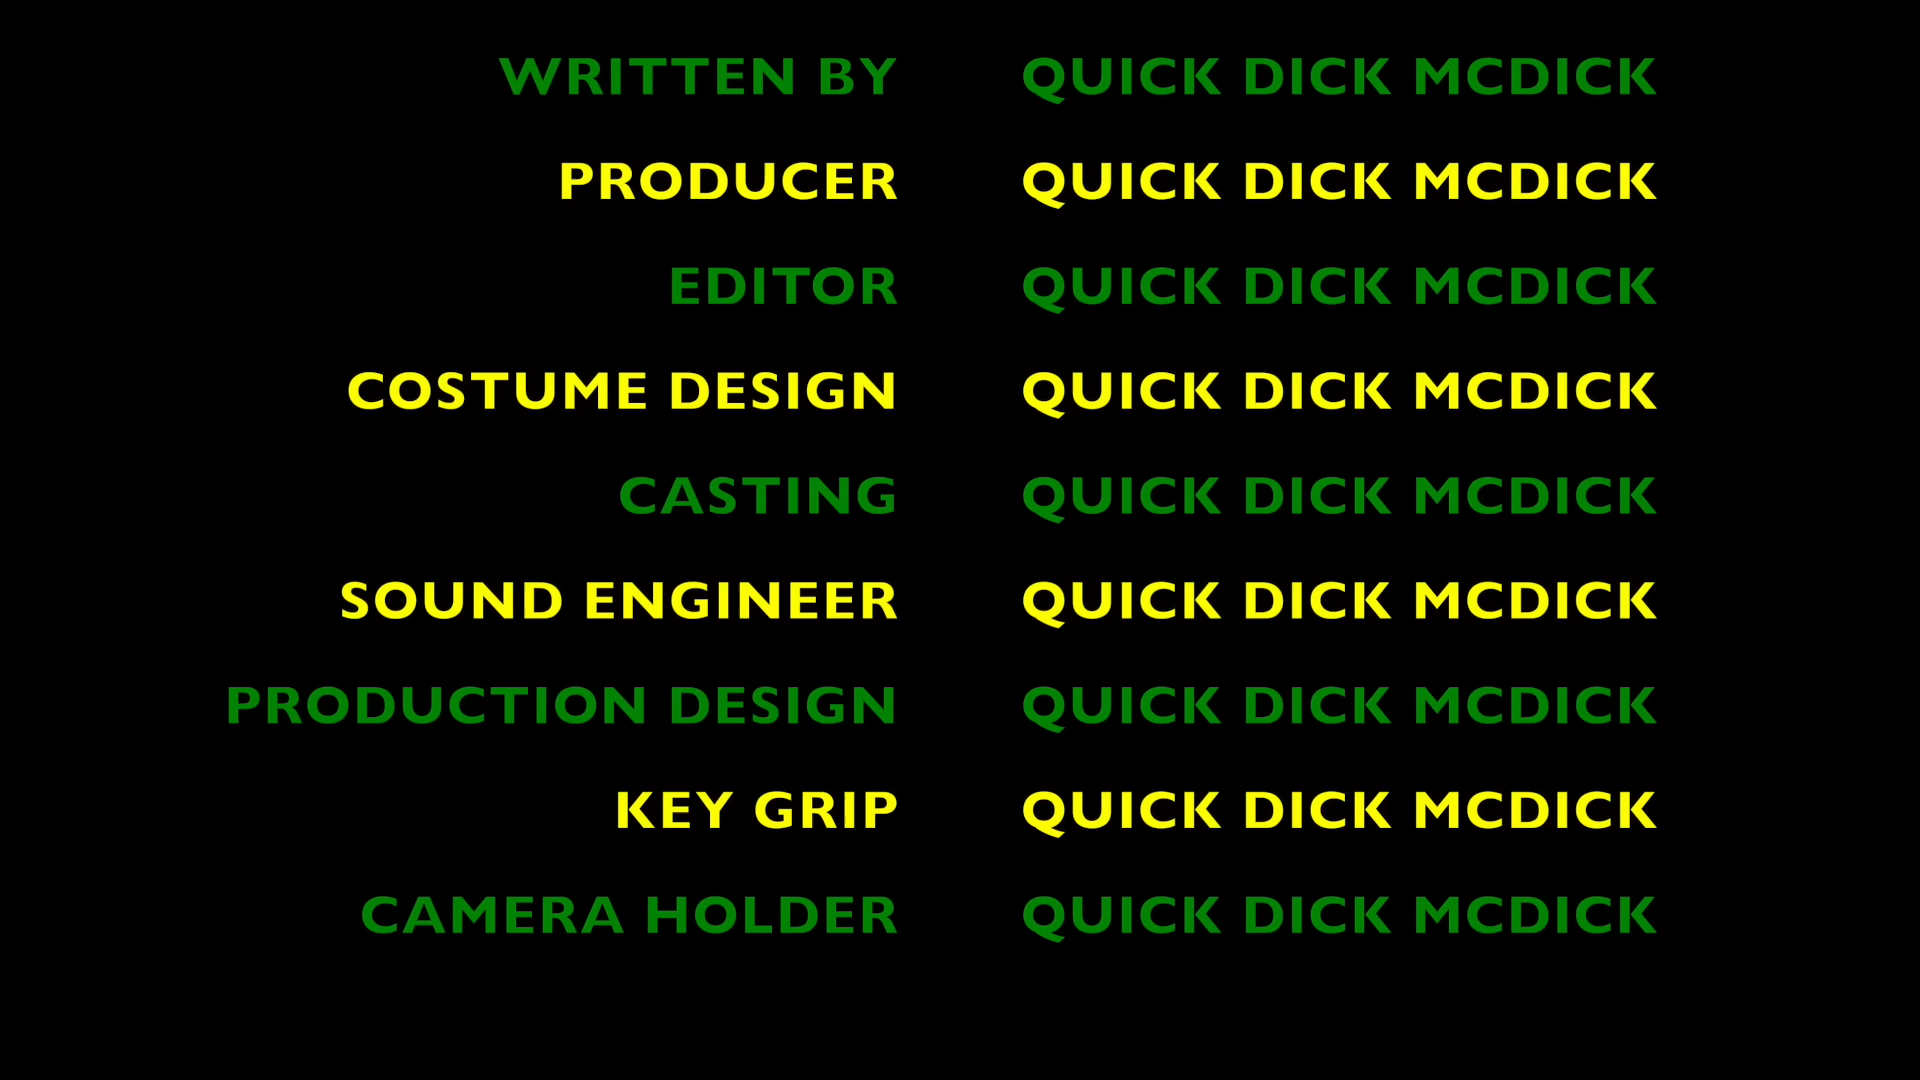 WRITTEN BY QUICK DICK MCDICK
PRODUCER QUICK DICK MCDICK
EDITOR QUICK DICK MCDICK
COSTUME DESIGN QUICK DICK MCDICK
CASTING QUICK DICK MCDICK
SOUND ENGINEER QUICK DICK MCDICK
PRODUCTION DESIGN QUICK DICK MCDICK
KEY GRIP QUICK DICK MCDICK
CAMERA HOLDER QUICK DICK MCDICK